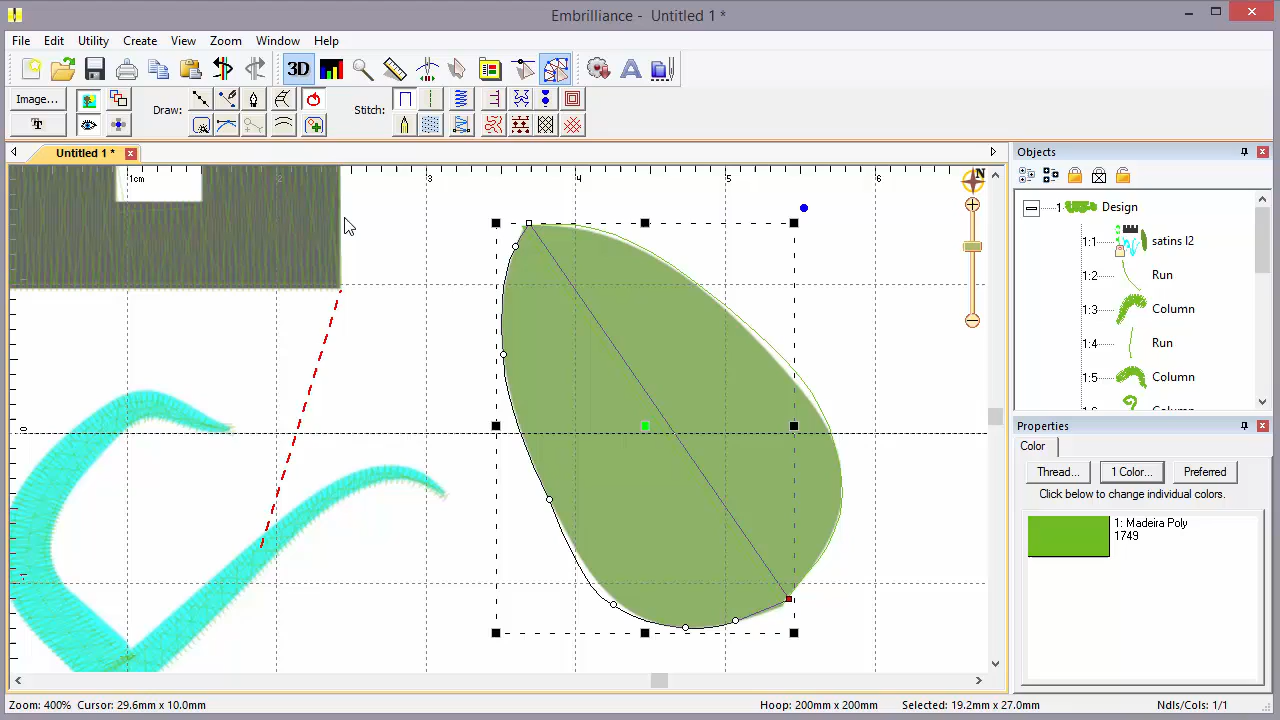 Embrilliance - Untitled 1 *
File Edit Utility Create View Zoom Window Help
3D
Image... Draw: Stitch:
T
Untitled 1 *
1cm 2 3 4 5 6
N
0
-1
Objects
1 Design
1:1 satins l2
1:2 Run
1:3 Column
1:4 Run
1:5 Column
Properties
Color
Thread... 1 Color... Preferred
Click below to change individual colors.
1: Madeira Poly
1749
Zoom: 400% Cursor: 29.6mm x 10.0mm Hoop: 200mm x 200mm Selected: 19.2mm x 27.0mm Ndls/Cols: 1/1